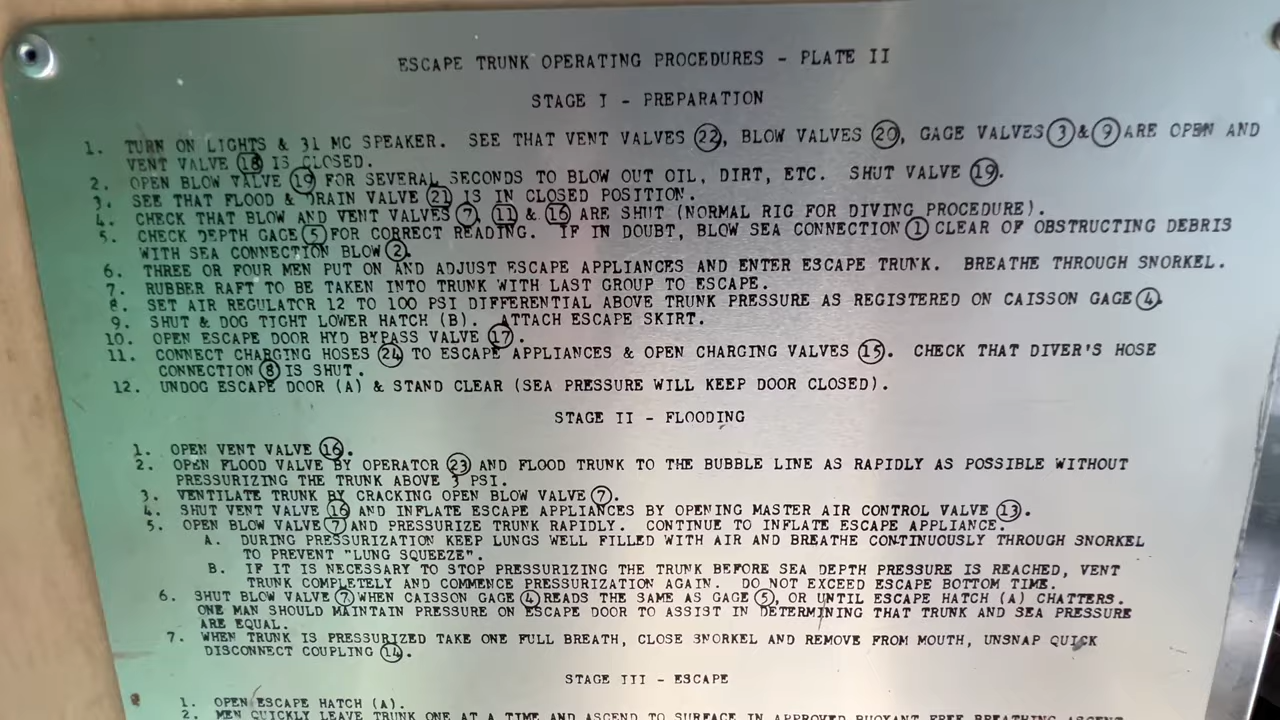 ESCAPE TRUNK OPERATING PROCEDURES - PLATE II
STAGE I - PREPARATION
1. TURN ON LIGHTS & 31 MC SPEAKER. SEE THAT VENT VALVES 22, BLOW VALVES 20, GAGE VALVES 3 & 9 ARE OPEN AND
VENT VALVE 18 IS CLOSED.
2. OPEN BLOW VALVE 19 FOR SEVERAL SECONDS TO BLOW OUT OIL, DIRT, ETC. SHUT VALVE 19.
3. SEE THAT FLOOD & DRAIN VALVE 21 IS IN CLOSED POSITION.
4. CHECK THAT BLOW AND VENT VALVES 7, 11 & 16 ARE SHUT (NORMAL RIG FOR DIVING PROCEDURE).
5. CHECK DEPTH GAGE 5 FOR CORRECT READING. IF IN DOUBT, BLOW SEA CONNECTION 1 CLEAR OF OBSTRUCTING DEBRIS
WITH SEA CONNECTION BLOW 2.
6. THREE OR FOUR MEN PUT ON AND ADJUST ESCAPE APPLIANCES AND ENTER ESCAPE TRUNK. BREATHE THROUGH SNORKEL.
7. RUBBER RAFT TO BE TAKEN INTO TRUNK WITH LAST GROUP TO ESCAPE.
8. SET AIR REGULATOR 12 TO 100 PSI DIFFERENTIAL ABOVE TRUNK PRESSURE AS REGISTERED ON CAISSON GAGE 4.
9. SHUT & DOG TIGHT LOWER HATCH (B). ATTACH ESCAPE SKIRT.
10. OPEN ESCAPE DOOR HYD BYPASS VALVE 17.
11. CONNECT CHARGING HOSES 24 TO ESCAPE APPLIANCES & OPEN CHARGING VALVES 15. CHECK THAT DIVER'S HOSE
CONNECTION 8 IS SHUT.
12. UNDOG ESCAPE DOOR (A) & STAND CLEAR (SEA PRESSURE WILL KEEP DOOR CLOSED).
STAGE II - FLOODING
1. OPEN VENT VALVE 16.
2. OPEN FLOOD VALVE BY OPERATOR 23 AND FLOOD TRUNK TO THE BUBBLE LINE AS RAPIDLY AS POSSIBLE WITHOUT
PRESSURIZING THE TRUNK ABOVE 3 PSI.
3. VENTILATE TRUNK BY CRACKING OPEN BLOW VALVE 7.
4. SHUT VENT VALVE 16 AND INFLATE ESCAPE APPLIANCES BY OPENING MASTER AIR CONTROL VALVE 13.
5. OPEN BLOW VALVE 7 AND PRESSURIZE TRUNK RAPIDLY. CONTINUE TO INFLATE ESCAPE APPLIANCE.
A. DURING PRESSURIZATION KEEP LUNGS WELL FILLED WITH AIR AND BREATHE CONTINUOUSLY THROUGH SNORKEL
TO PREVENT "LUNG SQUEEZE".
B. IF IT IS NECESSARY TO STOP PRESSURIZING THE TRUNK BEFORE SEA DEPTH PRESSURE IS REACHED, VENT
TRUNK COMPLETELY AND COMMENCE PRESSURIZATION AGAIN. DO NOT EXCEED ESCAPE BOTTOM TIME.
6. SHUT BLOW VALVE 7 WHEN CAISSON GAGE 4 READS THE SAME AS GAGE 5, OR UNTIL ESCAPE HATCH (A) CHATTERS.
ONE MAN SHOULD MAINTAIN PRESSURE ON ESCAPE DOOR TO ASSIST IN DETERMINING THAT TRUNK AND SEA PRESSURE
ARE EQUAL.
7. WHEN TRUNK IS PRESSURIZED TAKE ONE FULL BREATH, CLOSE SNORKEL AND REMOVE FROM MOUTH, UNSNAP QUICK
DISCONNECT COUPLING 14.
STAGE III - ESCAPE
1. OPEN ESCAPE HATCH (A).
2. MEN QUICKLY LEAVE TRUNK ONE AT A TIME AND ASCEND TO SURFACE IN APPROVED BUOYANT FREE BREATHING ASCENT